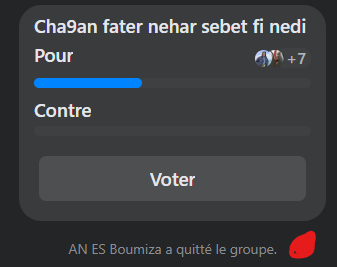 Cha9an fater nehar sebet fi nedi
Pour
+7
Contre
Voter
AN ES Boumiza a quitté le groupe.